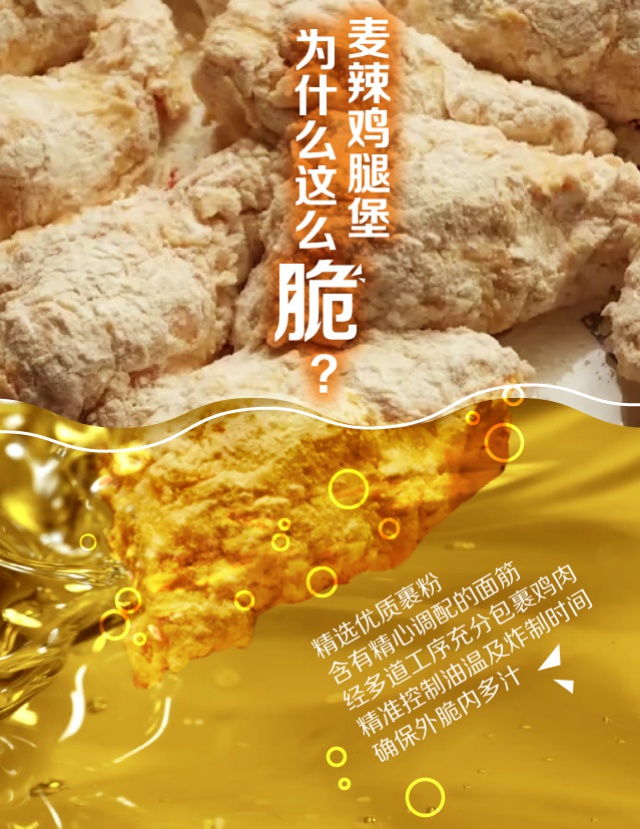 麦辣鸡腿堡
为什么这么
脆
？
精选优质裹粉
含有精心调配的面筋
经多道工序充分包裹鸡肉
精准控制油温及炸制时间
确保外脆内多汁